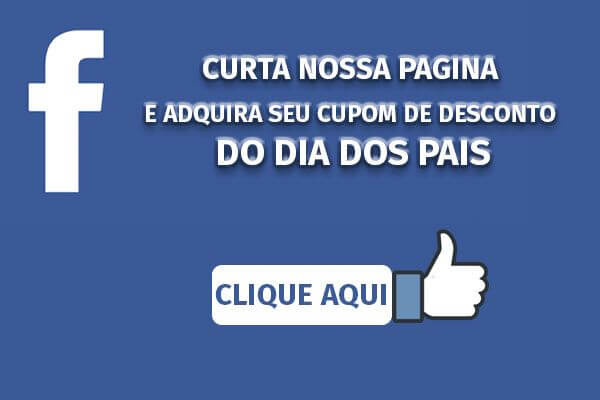 f
CURTA NOSSA PAGINA
E ADQUIRA SEU CUPOM DE DESCONTO
DO DIA DOS PAIS
CLIQUE AQUI